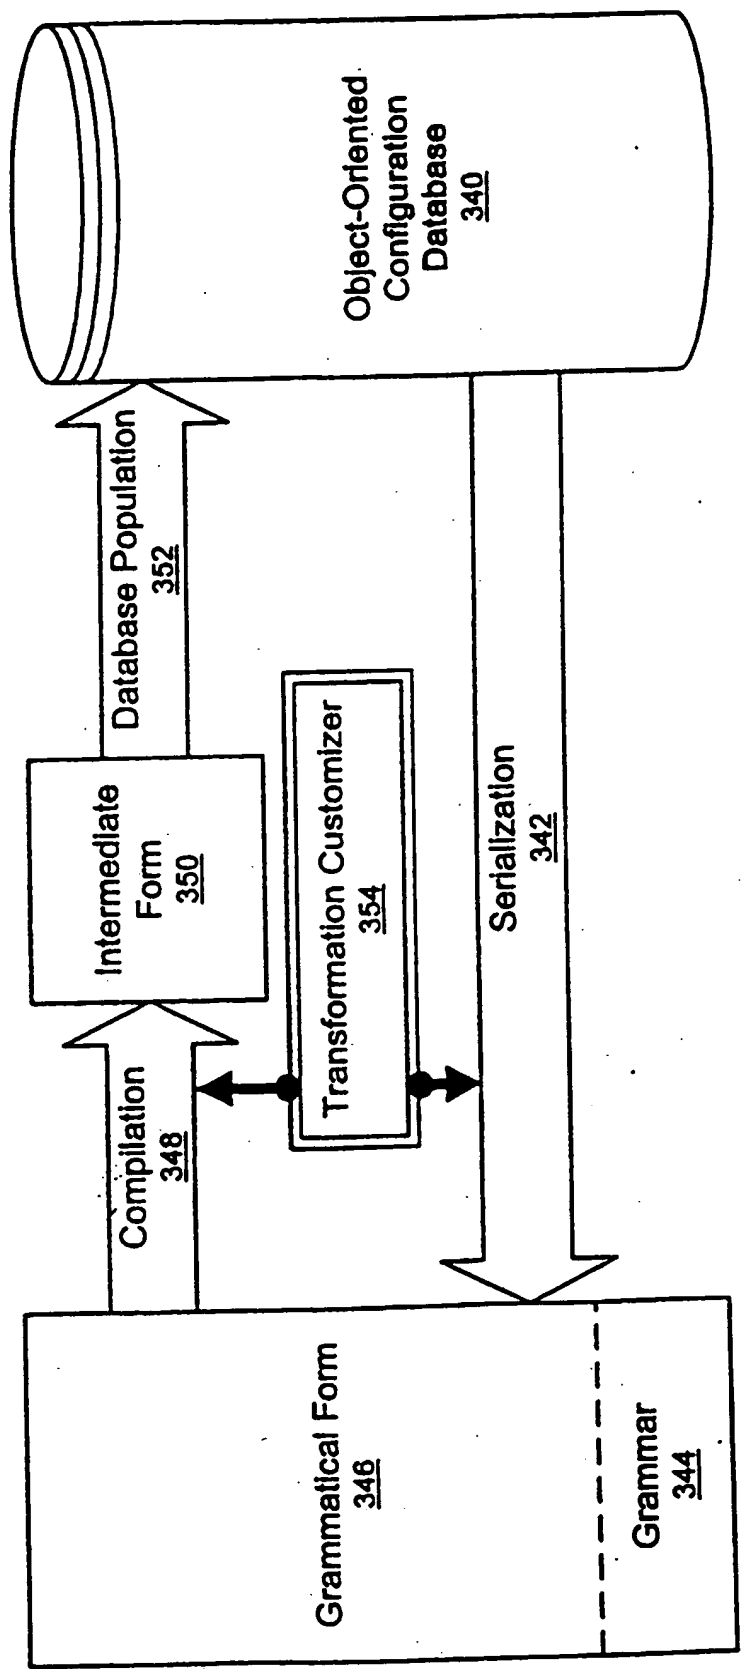 Grammatical Form
346
Grammar
344
Compilation
348
Intermediate
Form
350
Database Population
352
Transformation Customizer
354
Serialization
342
Object-Oriented
Configuration
Database
340